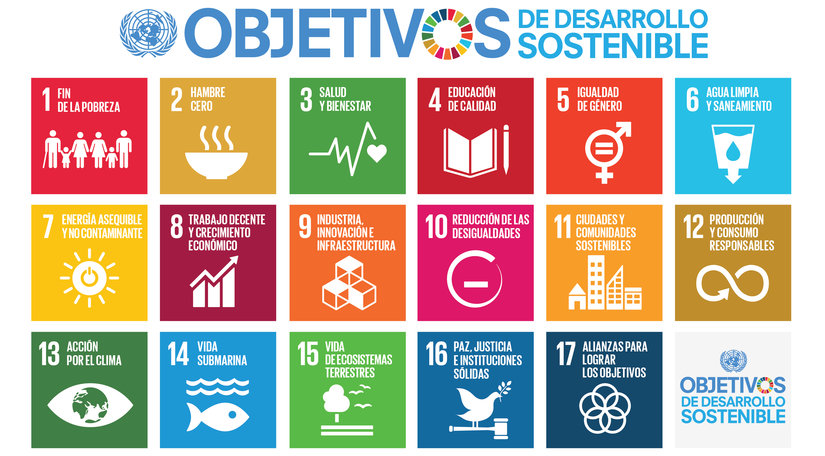 OBJETIVOS DE DESARROLLO
SOSTENIBLE
1 FIN
DE LA POBREZA
2 HAMBRE
CERO
3 SALUD
Y BIENESTAR
4 EDUCACIÓN
DE CALIDAD
5 IGUALDAD
DE GÉNERO
6 AGUA LIMPIA
Y SANEAMIENTO
7 ENERGÍA ASEQUIBLE
Y NO CONTAMINANTE
8 TRABAJO DECENTE
Y CRECIMIENTO
ECONÓMICO
9 INDUSTRIA,
INNOVACIÓN E
INFRAESTRUCTURA
10 REDUCCIÓN DE LAS
DESIGUALDADES
11 CIUDADES Y
COMUNIDADES
SOSTENIBLES
12 PRODUCCIÓN
Y CONSUMO
RESPONSABLES
13 ACCIÓN
POR EL CLIMA
14 VIDA
SUBMARINA
15 VIDA
DE ECOSISTEMAS
TERRESTRES
16 PAZ, JUSTICIA
E INSTITUCIONES
SÓLIDAS
17 ALIANZAS PARA
LOGRAR
LOS OBJETIVOS
OBJETIVOS
DE DESARROLLO
SOSTENIBLE